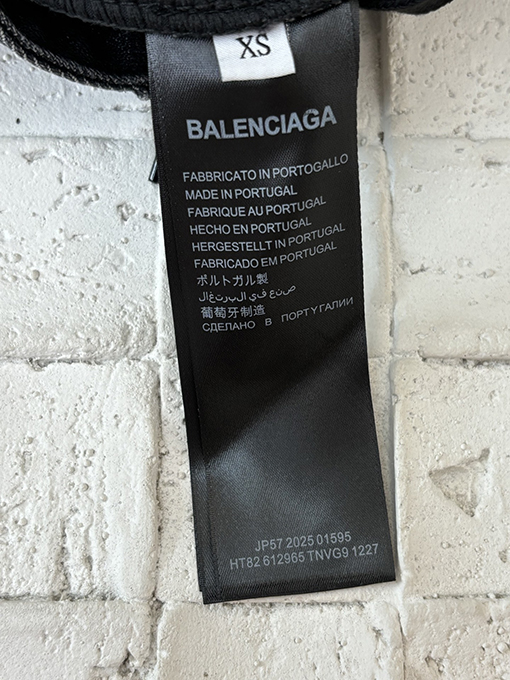 XS
BALENCIAGA
FABBRICATO IN PORTOGALLO
MADE IN PORTUGAL
FABRIQUE AU PORTUGAL
HECHO EN PORTUGAL
HERGESTELLT IN PORTUGAL
FABRICADO EM PORTUGAL
ポルトガル製
صنع في البرتغال
葡萄牙制造
СДЕЛАНО В ПОРТУГАЛИИ
JP57 2025 01595
HT82 612965 TNVG9 1227